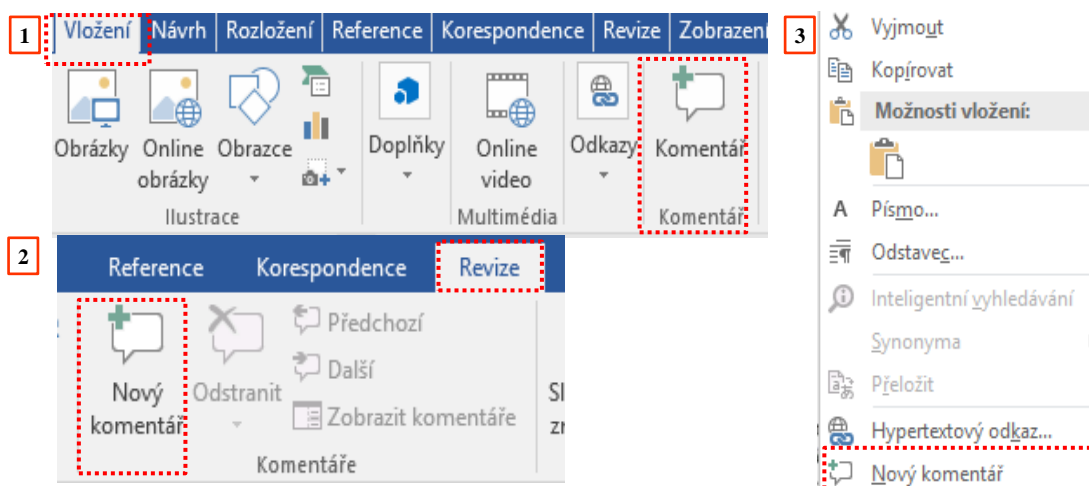 1
Vložení Návrh Rozložení Reference Korespondence Revize Zobrazení
Obrázky Online obrázky Obrazce Doplňky Online video Odkazy Komentář
Ilustrace Multimédia Komentář
2
Reference Korespondence Revize
Nový komentář
Odstranit
Předchozí
Další
Zobrazit komentáře
Komentáře
3
Vyjmout
Kopírovat
Možnosti vložení:
Písmo...
Odstavec...
Inteligentní vyhledávání
Synonyma
Přeložit
Hypertextový odkaz...
Nový komentář